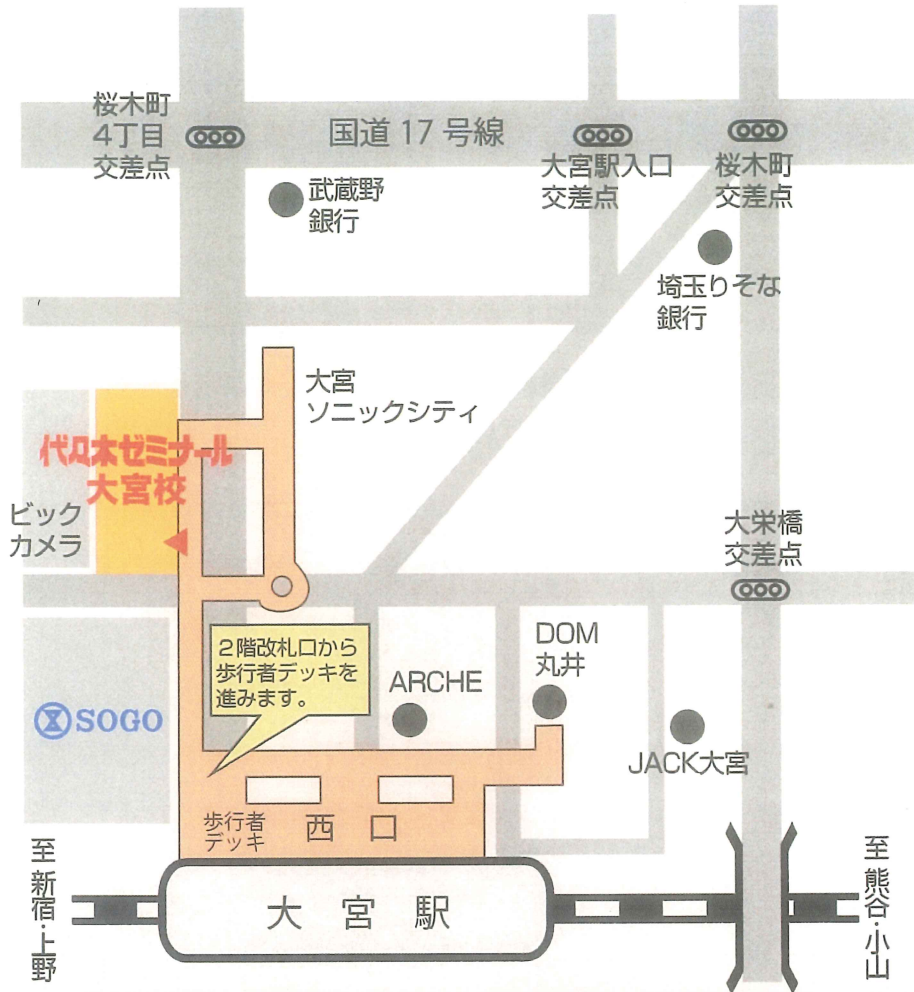 桜木町
4丁目
交差点
国道 17 号線
大宮駅入口
交差点
桜木町
交差点
武蔵野
銀行
埼玉りそな
銀行
大宮
ソニックシティ
代々木ゼミナール
大宮校
ビック
カメラ
大栄橋
交差点
2階改札口から
歩行者デッキを
進みます。
DOM
丸井
ARCHE
SOGO
JACK大宮
歩行者
デッキ
西 口
大 宮 駅
至 新宿・上野
至 熊谷・小山